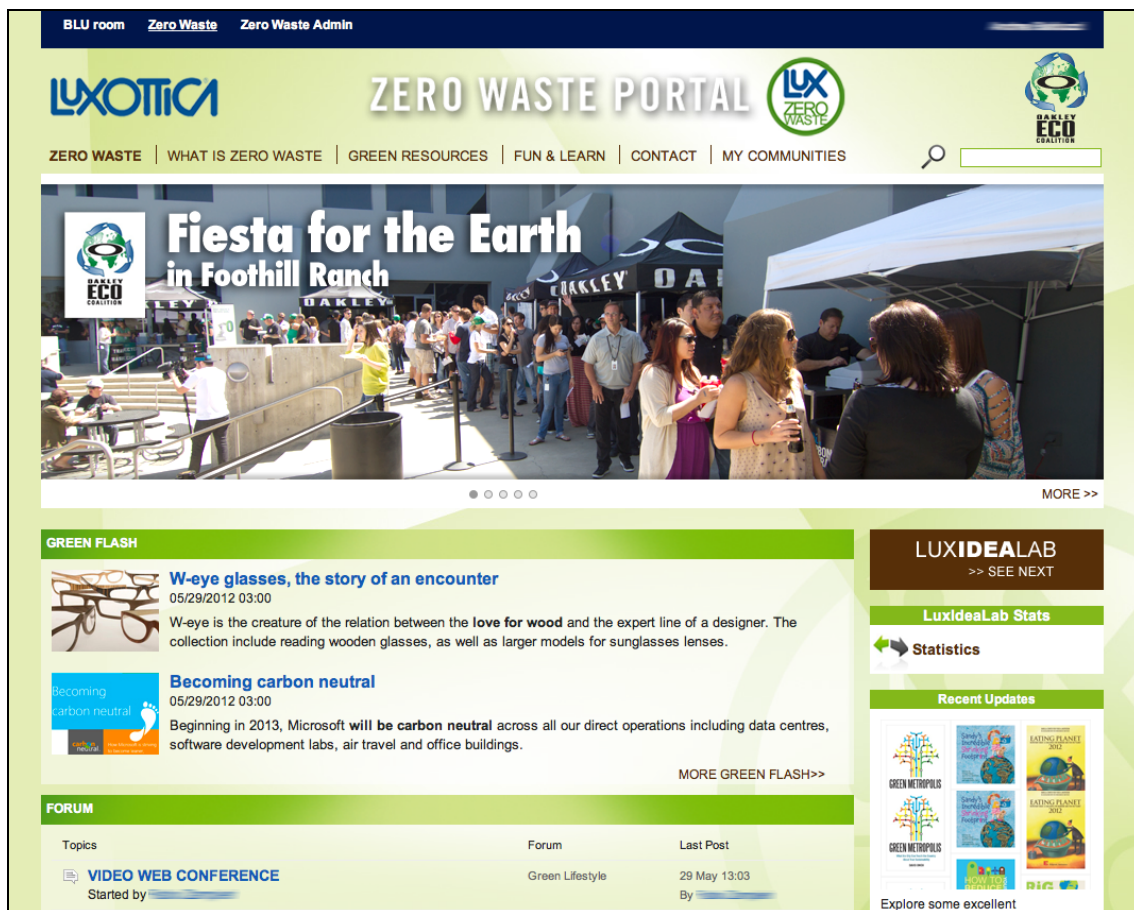 BLU room Zero Waste Zero Waste Admin
LUXOTTICA
ZERO WASTE PORTAL
LUX
ZERO
WASTE
OAKLEY
ECO
COALITION
ZERO WASTE WHAT IS ZERO WASTE GREEN RESOURCES FUN & LEARN CONTACT MY COMMUNITIES
OAKLEY
ECO
COALITION
Fiesta for the Earth
in Foothill Ranch
OAKLEY
OAKLEY
OA
MORE >>
GREEN FLASH
W-eye glasses, the story of an encounter
05/29/2012 03:00
W-eye is the creature of the relation between the love for wood and the expert line of a designer. The
collection include reading wooden glasses, as well as larger models for sunglasses lenses.
Becoming
carbon neutral
Becoming carbon neutral
05/29/2012 03:00
Beginning in 2013, Microsoft will be carbon neutral across all our direct operations including data centres,
software development labs, air travel and office buildings.
MORE GREEN FLASH>>
FORUM
Topics Forum Last Post
VIDEO WEB CONFERENCE Green Lifestyle 29 May 13:03
Started by By
LUXIDEALAB
>> SEE NEXT
LuxIdeaLab Stats
Statistics
Recent Updates
GREEN METROPOLIS
EATING PLANET
2012
GREEN METROPOLIS
EATING PLANET
2012
HOW TO
REDUCE
BiG
Explore some excellent